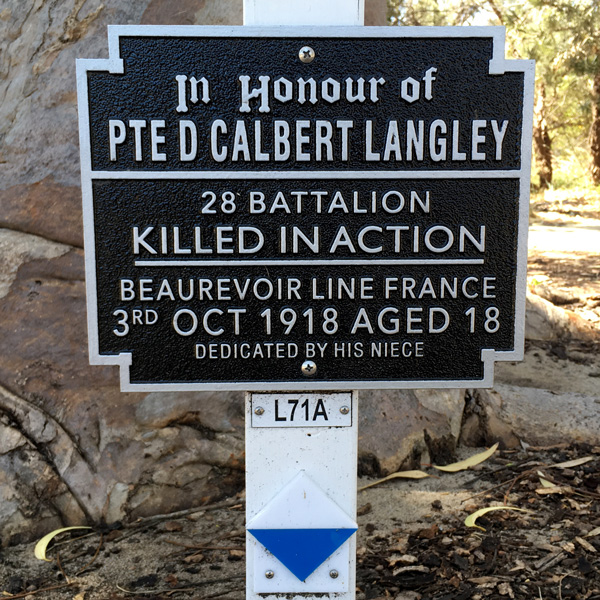 In Honour of
PTE D CALBERT LANGLEY
28 BATTALION
KILLED IN ACTION
BEAUREVOIR LINE FRANCE
3RD OCT 1918 AGED 18
DEDICATED BY HIS NIECE
L71A